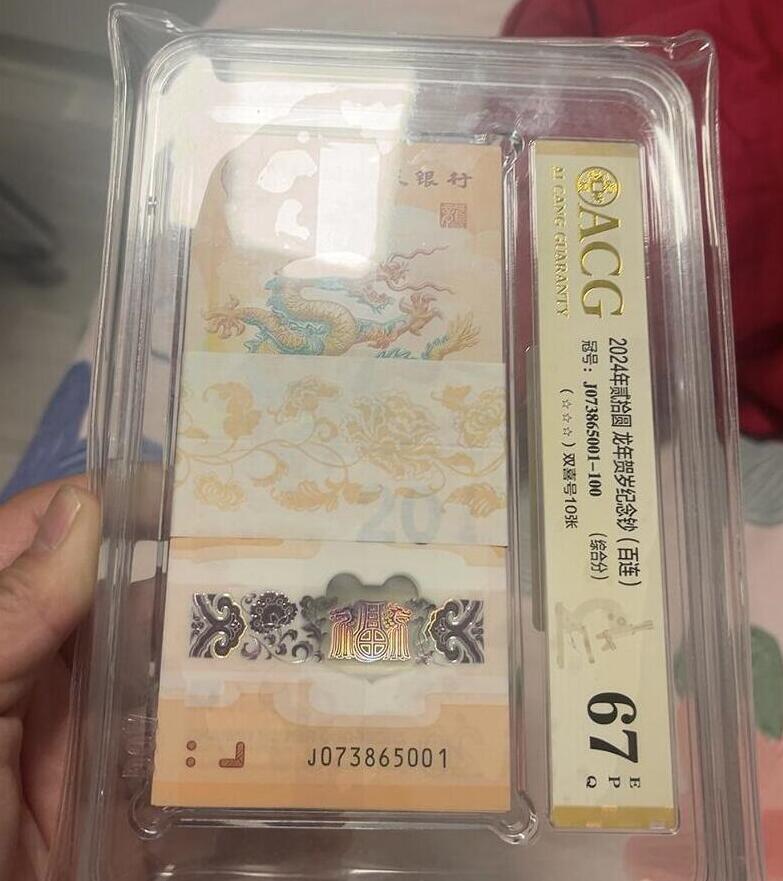 银行
20
J073865001
ACG
AI CANG GUARANTY
2024年贰拾圆 龙年贺岁纪念钞（百连）
冠号：J073865001-100 （综合分）
（☆☆☆）双喜号10张
67 EPQ